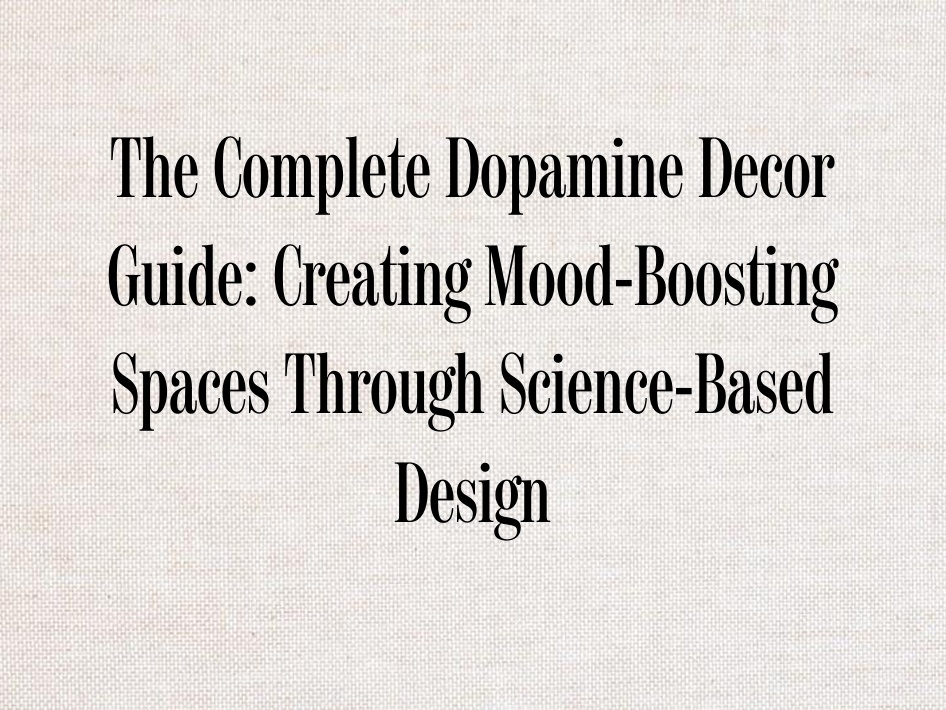 The Complete Dopamine Decor
Guide: Creating Mood-Boosting
Spaces Through Science-Based
Design